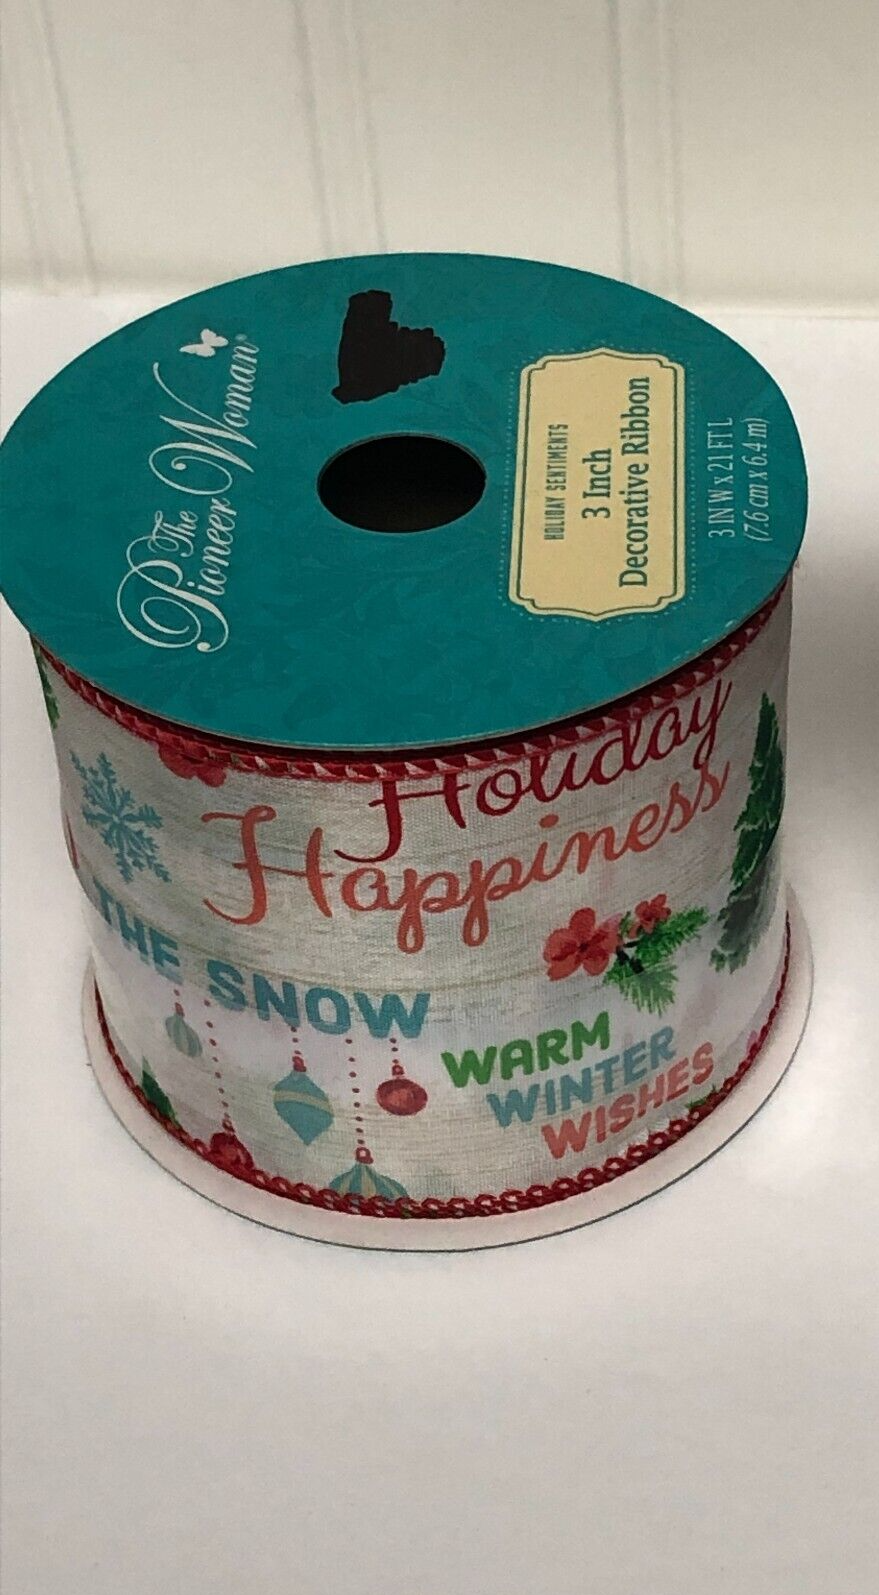 The
Pioneer Woman®
HOLIDAY SENTIMENTS
3 Inch
Decorative Ribbon
3 IN W x 21 FT L
(7.6 cm x 6.4 m)
Holiday
Happiness
THE SNOW
WARM
WINTER
WISHES